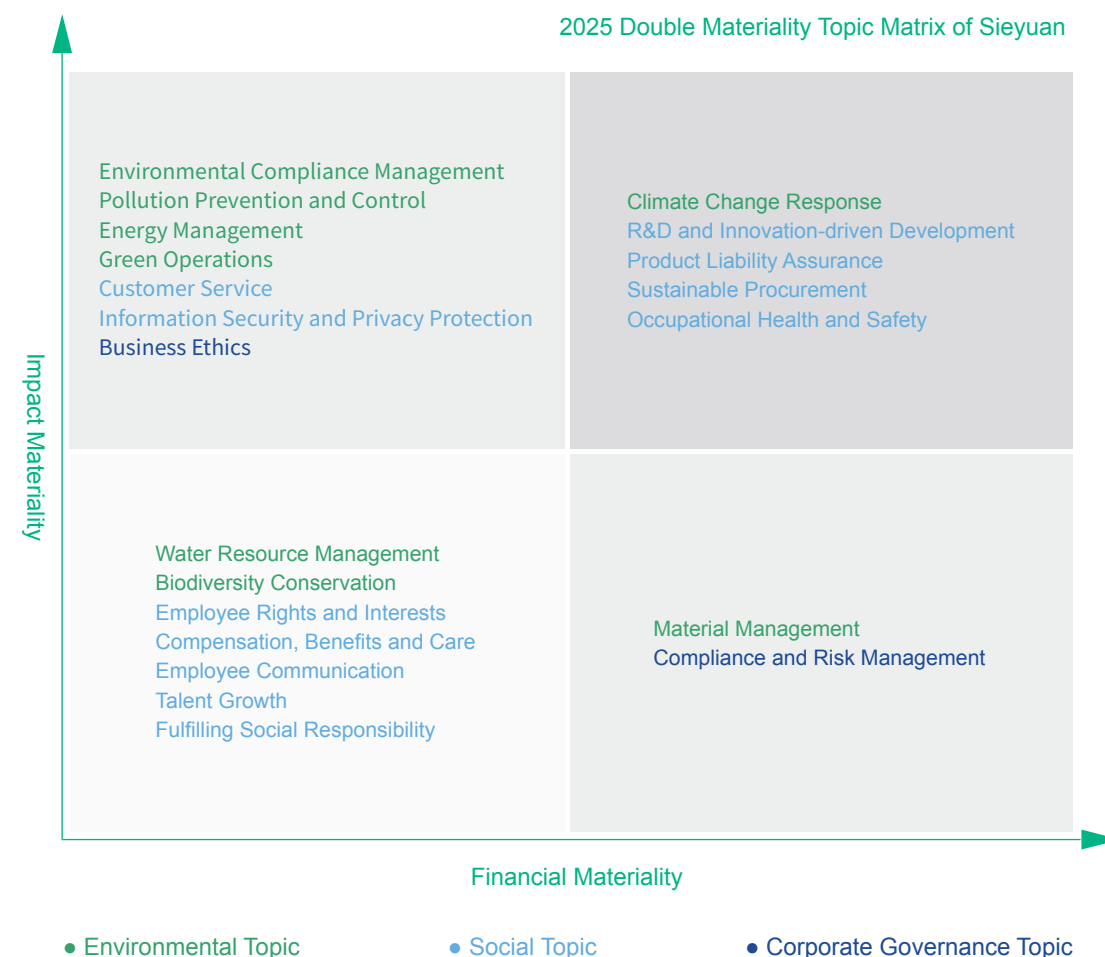 2025 Double Materiality Topic Matrix of Sieyuan
Environmental Compliance Management
Pollution Prevention and Control
Energy Management
Green Operations
Customer Service
Information Security and Privacy Protection
Business Ethics
Climate Change Response
R&D and Innovation-driven Development
Product Liability Assurance
Sustainable Procurement
Occupational Health and Safety
Impact Materiality
Water Resource Management
Biodiversity Conservation
Employee Rights and Interests
Compensation, Benefits and Care
Employee Communication
Talent Growth
Fulfilling Social Responsibility
Material Management
Compliance and Risk Management
Financial Materiality
● Environmental Topic
● Social Topic
● Corporate Governance Topic